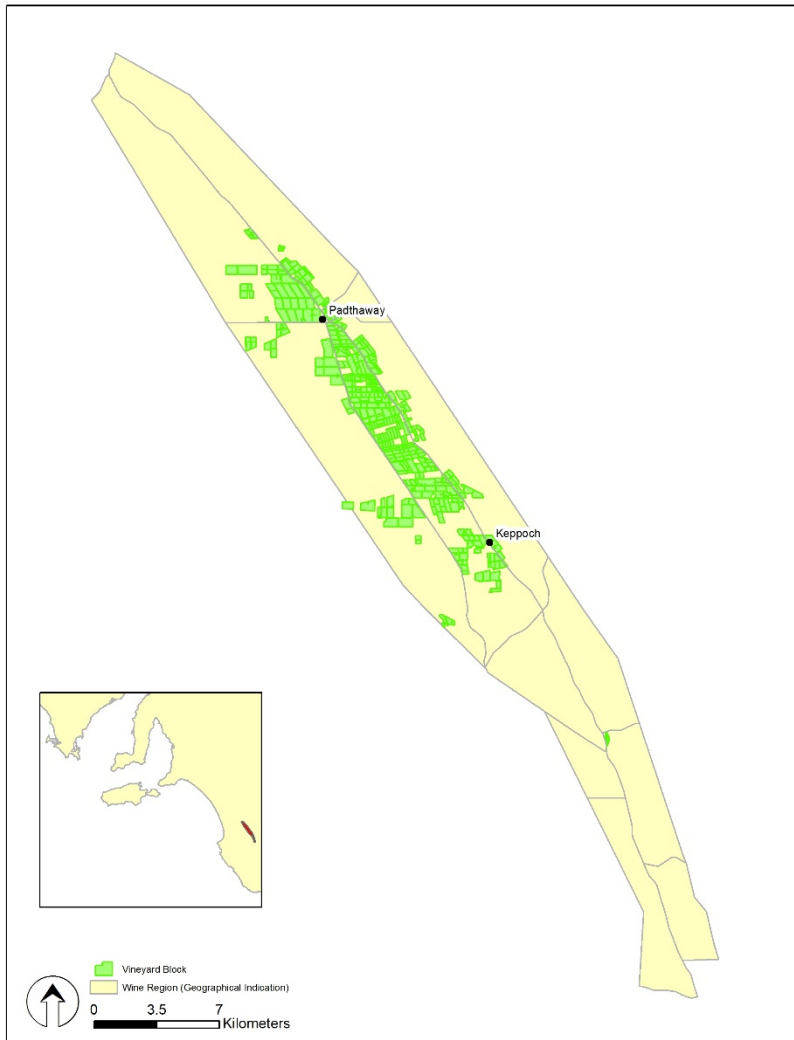 Padthaway
Keppoch
Vineyard Block
Wine Region (Geographical Indication)
0 3.5 7
Kilometers